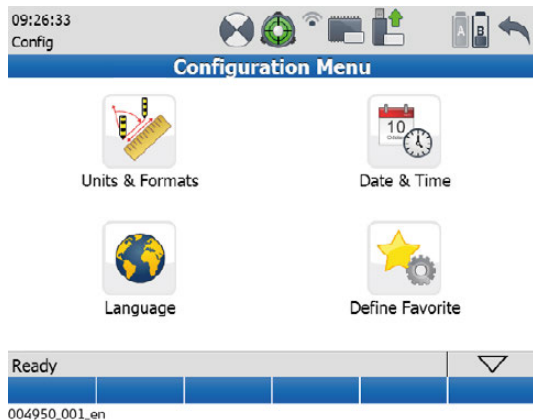 09:26:33
Config
A
B
Configuration Menu
10
Units & Formats
Date & Time
Language
Define Favorite
Ready
004950_001_en